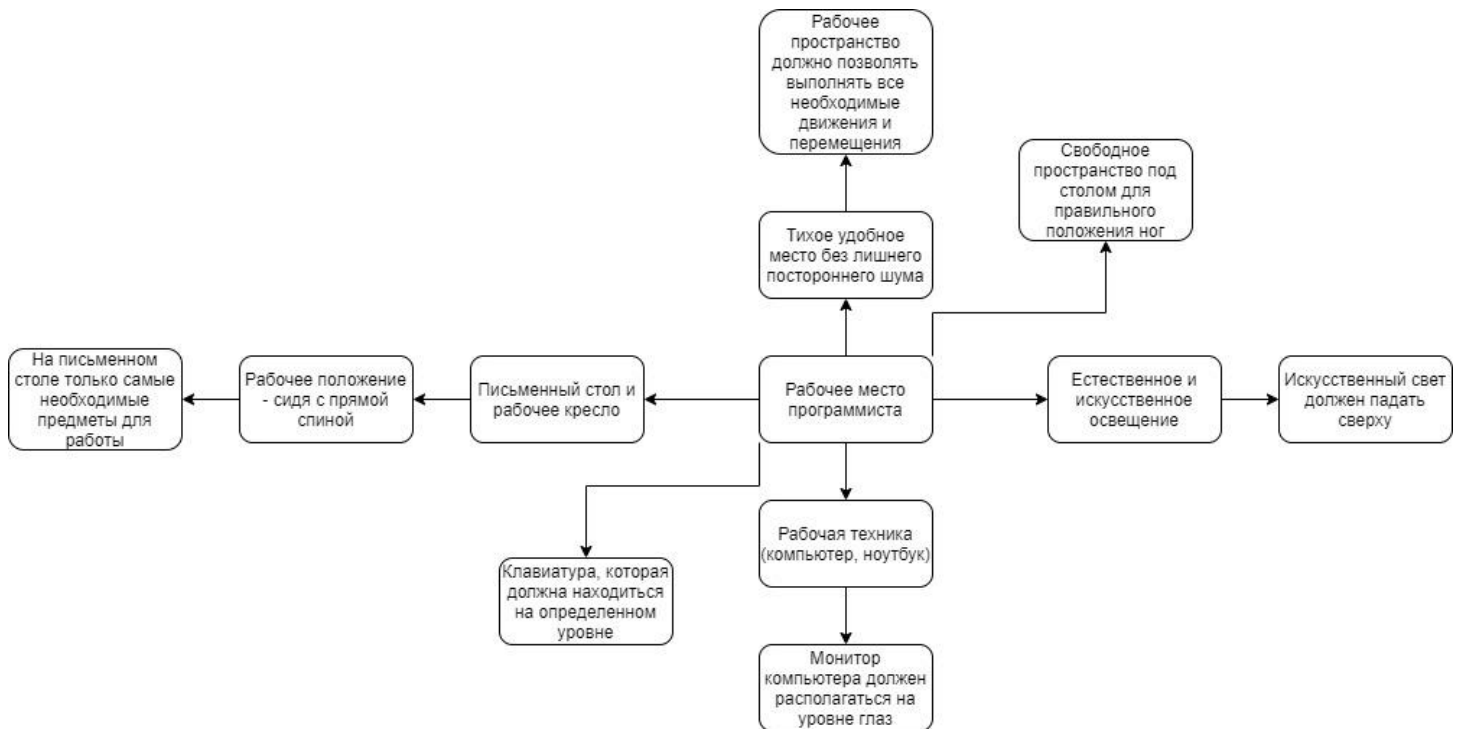 Рабочее
пространство
должно позволять
выполнять все
необходимые
движения и
перемещения
Свободное
пространство под
столом для
правильного
положения ног
Тихое удобное
место без лишнего
постороннего шума
На письменном
столе только самые
необходимые
предметы для
работы
Рабочее положение
- сидя с прямой
спиной
Письменный стол и
рабочее кресло
Рабочее место
программиста
Естественное и
искусственное
освещение
Искусственный свет
должен падать
сверху
Клавиатура, которая
должна находиться
на определенном
уровне
Рабочая техника
(компьютер, ноутбук)
Монитор
компьютера должен
располагаться на
уровне глаз